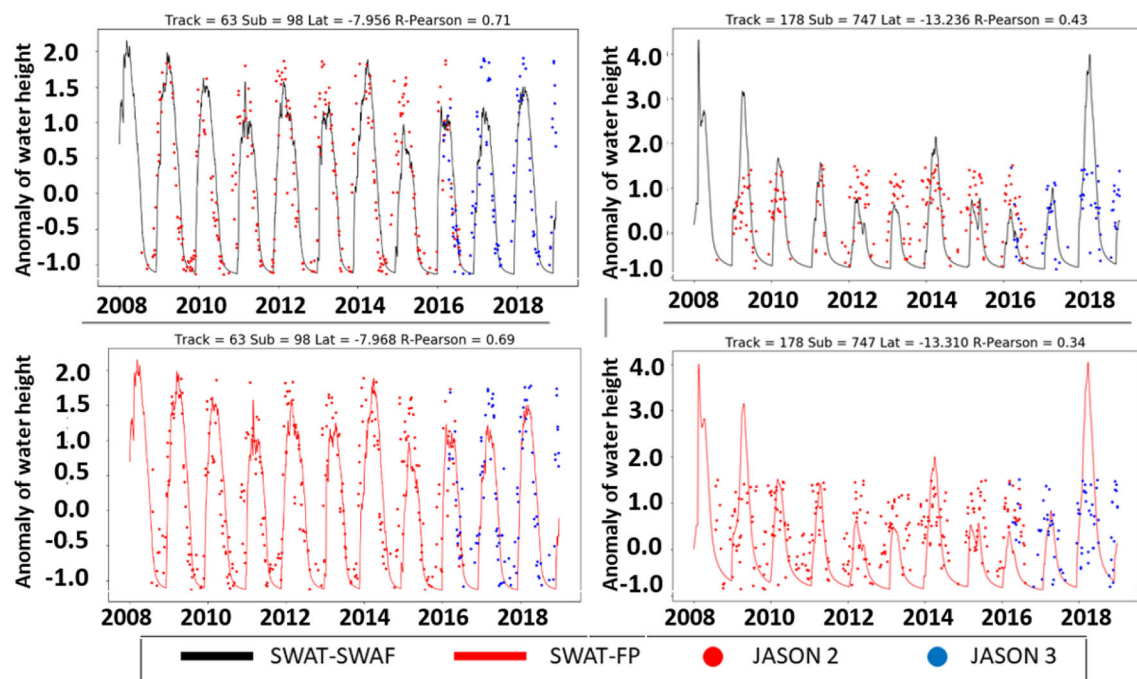 Track = 63 Sub = 98 Lat = -7.956 R-Pearson = 0.71
Anomaly of water height
2.0
1.5
1.0
0.5
0.0
-0.5
-1.0
2008 2010 2012 2014 2016 2018
Track = 178 Sub = 747 Lat = -13.236 R-Pearson = 0.43
Anomaly of water height
4.0
3.0
2.0
1.0
0.0
-1.0
2008 2010 2012 2014 2016 2018
Track = 63 Sub = 98 Lat = -7.968 R-Pearson = 0.69
Anomaly of water height
2.0
1.5
1.0
0.5
0.0
-0.5
-1.0
2008 2010 2012 2014 2016 2018
Track = 178 Sub = 747 Lat = -13.310 R-Pearson = 0.34
Anomaly of water height
4.0
3.0
2.0
1.0
0.0
-1.0
2008 2010 2012 2014 2016 2018
SWAT-SWAF SWAT-FP JASON 2 JASON 3